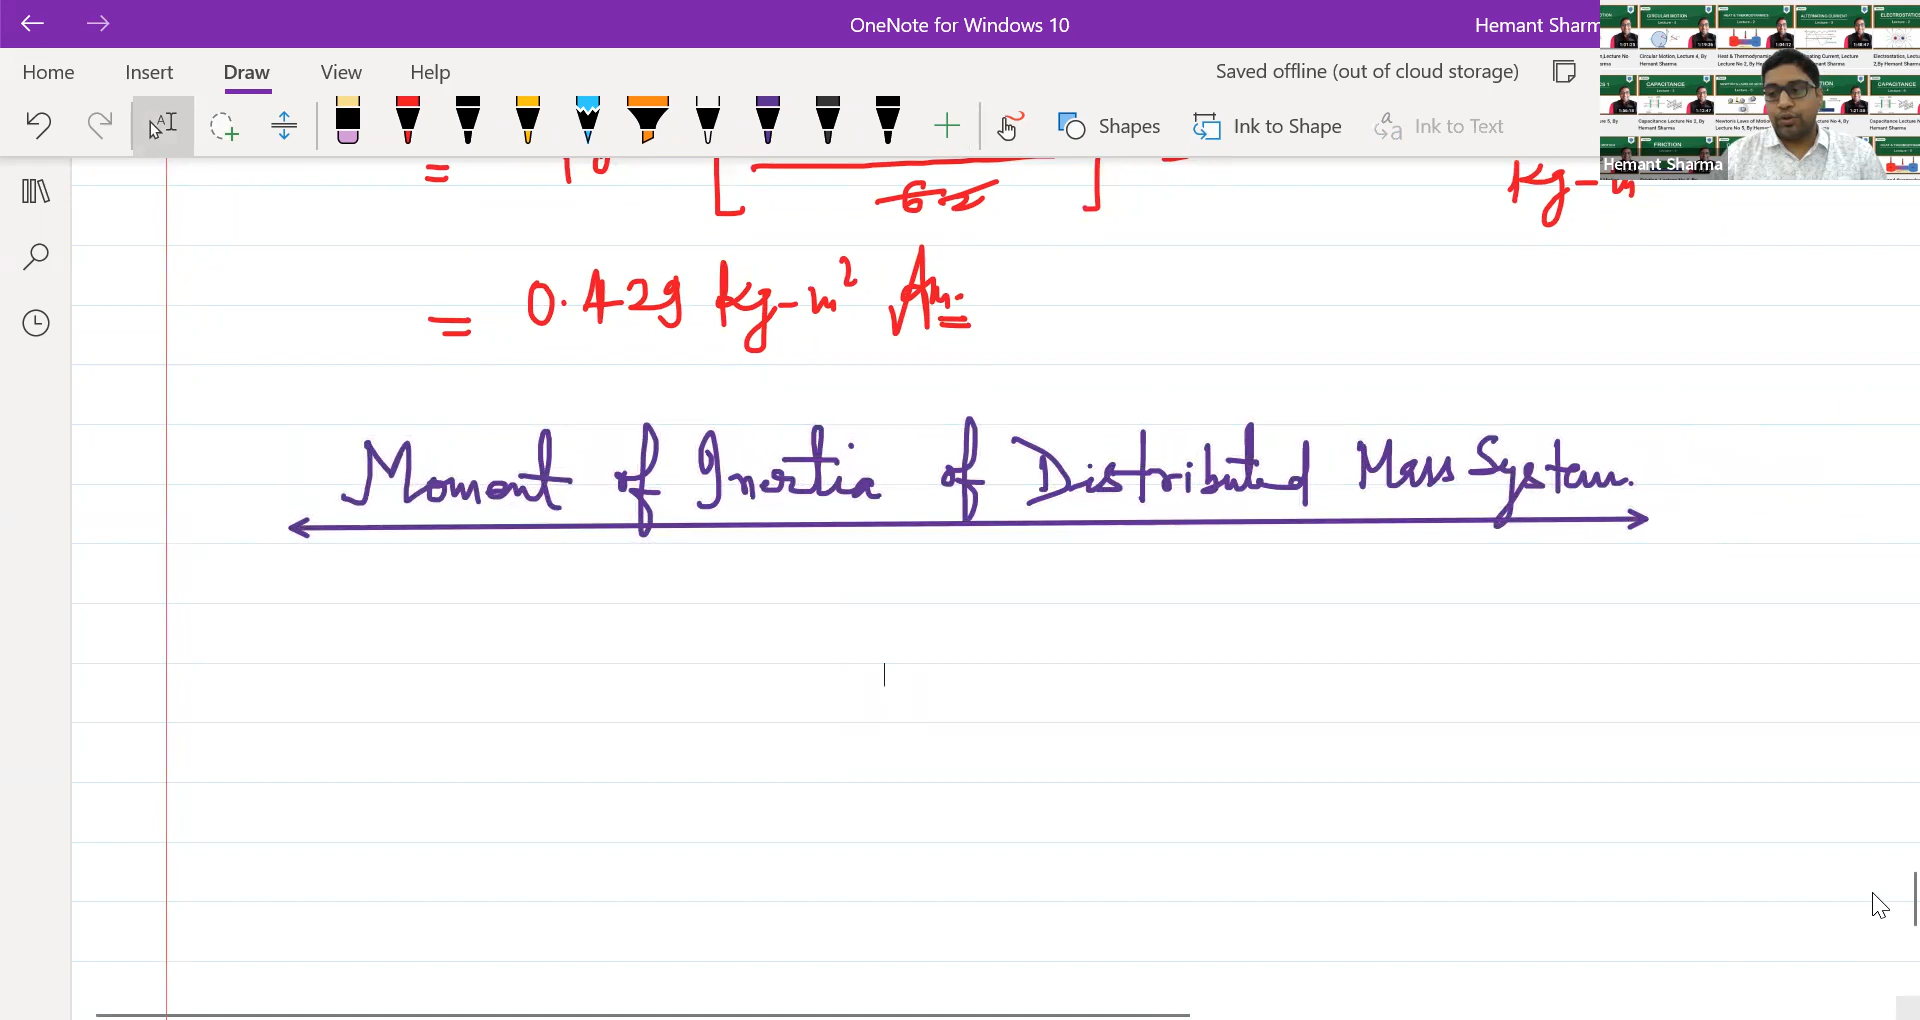 OneNote for Windows 10
Hemant Sharm
Home Insert Draw View Help
Saved offline (out of cloud storage)
Shapes
Ink to Shape
Ink to Text
Hemant Sharma
=
kg-m
= 0.429 kg-m² Ans.
Moment of Inertia of Distributed Mass System.